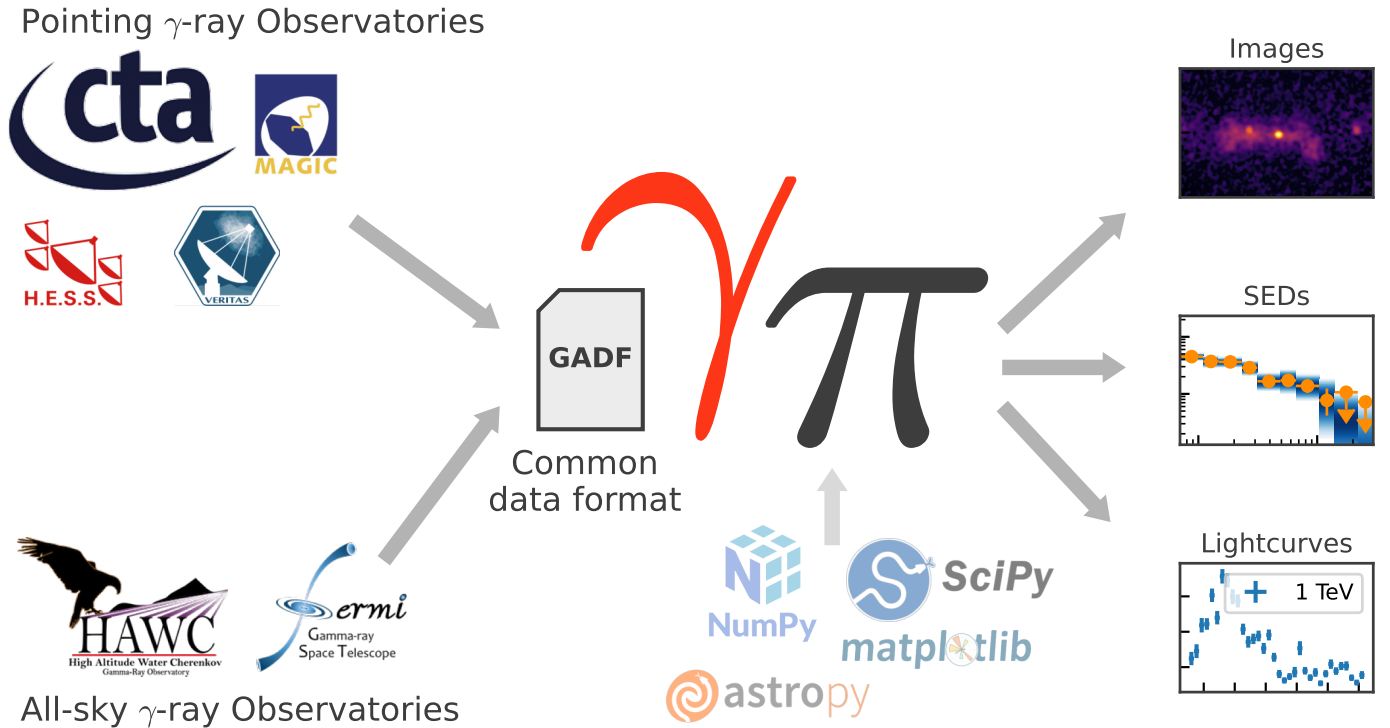 Pointing γ-ray Observatories
cta
MAGIC
H.E.S.S.
VERITAS
GADF
Common
data format
γπ
HAWC
High Altitude Water Cherenkov
Gamma-Ray Observatory
Fermi
Gamma-ray
Space Telescope
All-sky γ-ray Observatories
NumPy
SciPy
matplotlib
astropy
Images
SEDs
Lightcurves
1 TeV